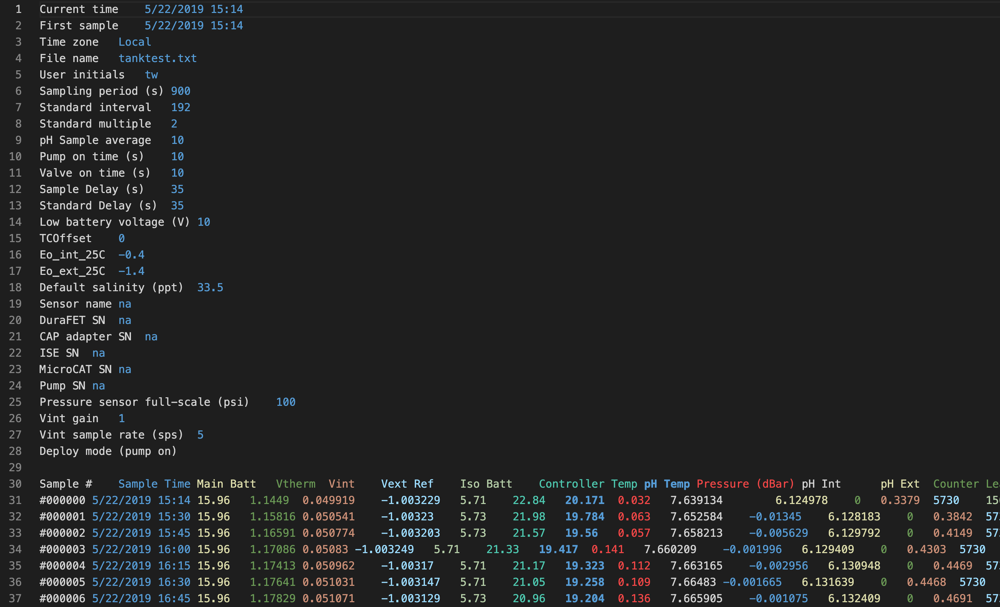 1 Current time 5/22/2019 15:14
2 First sample 5/22/2019 15:14
3 Time zone Local
4 File name tanktest.txt
5 User initials tw
6 Sampling period (s) 900
7 Standard interval 192
8 Standard multiple 2
9 pH Sample average 10
10 Pump on time (s) 10
11 Valve on time (s) 10
12 Sample Delay (s) 35
13 Standard Delay (s) 35
14 Low battery voltage (V) 10
15 TCOffset 0
16 Eo_int_25C -0.4
17 Eo_ext_25C -1.4
18 Default salinity (ppt) 33.5
19 Sensor name na
20 DuraFET SN na
21 CAP adapter SN na
22 ISE SN na
23 MicroCAT SN na
24 Pump SN na
25 Pressure sensor full-scale (psi) 100
26 Vint gain 1
27 Vint sample rate (sps) 5
28 Deploy mode (pump on)
29
30 Sample # Sample Time Main Batt Vtherm Vint Vext Ref Iso Batt Controller Temp pH Temp Pressure (dBar) pH Int pH Ext Counter Le
31 #000000 5/22/2019 15:14 15.96 1.1449 0.049919 -1.003229 5.71 22.84 20.171 0.032 7.639134 6.124978 0 0.3379 5730 15
32 #000001 5/22/2019 15:30 15.96 1.15816 0.050541 -1.00323 5.73 21.98 19.784 0.063 7.652584 -0.01345 6.128183 0 0.3842 57
33 #000002 5/22/2019 15:45 15.96 1.16591 0.050774 -1.003203 5.73 21.57 19.56 0.057 7.658213 -0.005629 6.129792 0 0.4149 57
34 #000003 5/22/2019 16:00 15.96 1.17086 0.05083 -1.003249 5.71 21.33 19.417 0.141 7.660209 -0.001996 6.129409 0 0.4303 5730
35 #000004 5/22/2019 16:15 15.96 1.17413 0.050962 -1.00317 5.71 21.17 19.323 0.112 7.663165 -0.002956 6.130948 0 0.4469 57
36 #000005 5/22/2019 16:30 15.96 1.17641 0.051031 -1.003147 5.71 21.05 19.258 0.109 7.66483 -0.001665 6.131639 0 0.4468 5730
37 #000006 5/22/2019 16:45 15.96 1.17829 0.051071 -1.003129 5.73 20.96 19.204 0.136 7.665905 -0.001075 6.132409 0 0.4691 57